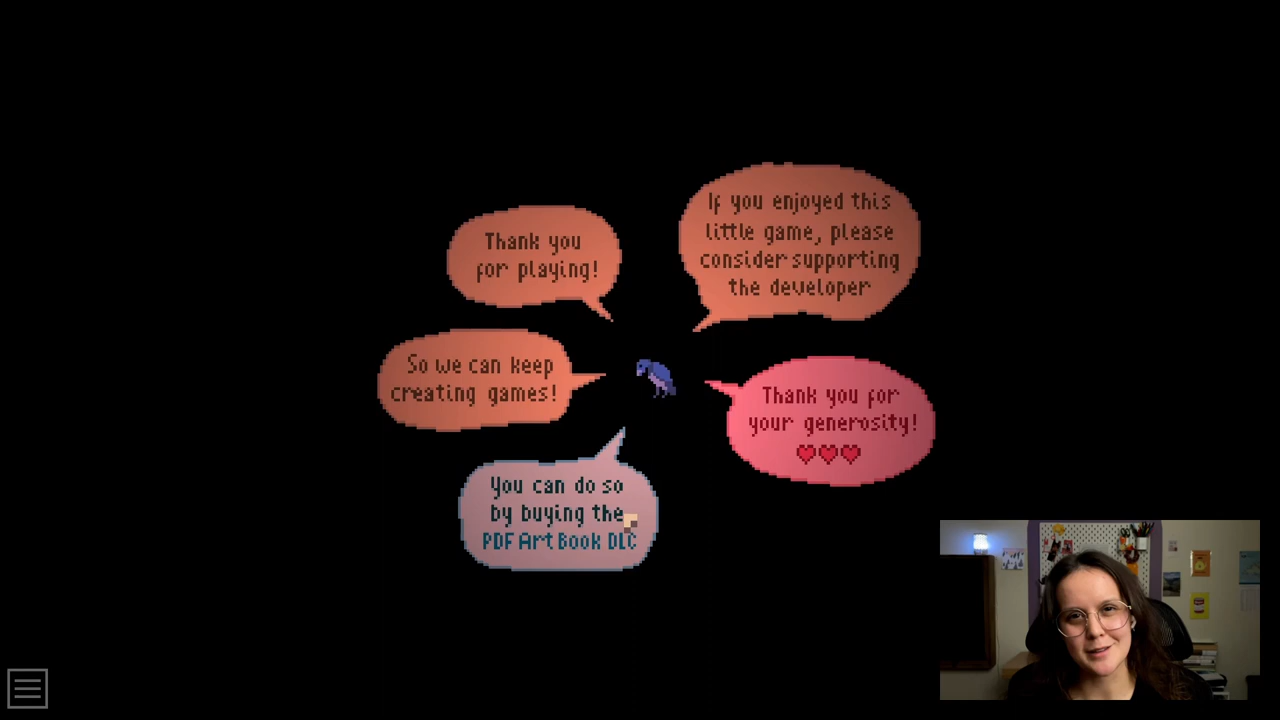 Thank you
for playing!
If you enjoyed this
little game, please
consider supporting
the developer
So we can keep
creating games!
Thank you for
your generosity!
You can do so
by buying the
PDF Art Book DLC